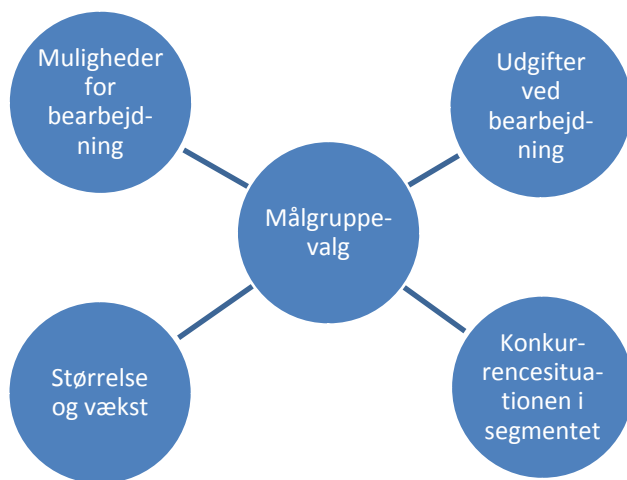 Muligheder
for
bearbejd-
ning
Udgifter
ved
bearbejd-
ning
Målgruppe-
valg
Størrelse
og vækst
Konkur-
rencesitua-
tionen i
segmentet